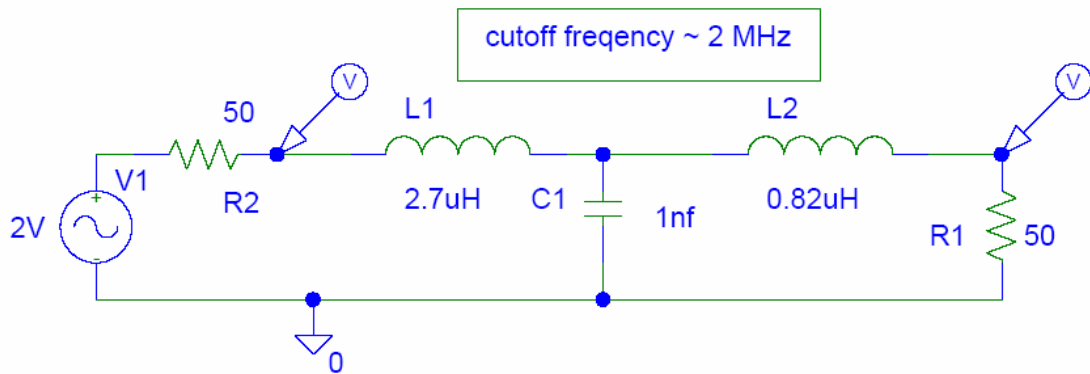 cutoff freqency ~ 2 MHz
V
V
50
L1
L2
V1
R2
2.7uH
C1
1nf
0.82uH
2V
+
-
R1
50
0